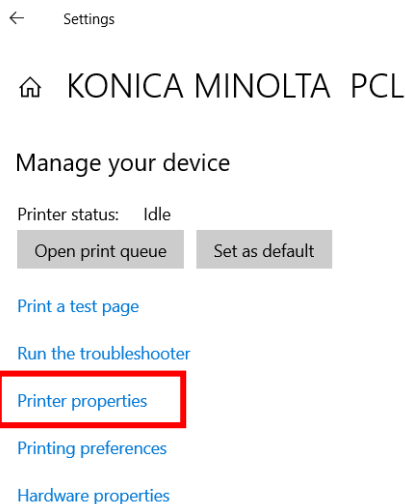 Settings
KONICA MINOLTA PCL
Manage your device
Printer status: Idle
Open print queue Set as default
Print a test page
Run the troubleshooter
Printer properties
Printing preferences
Hardware properties